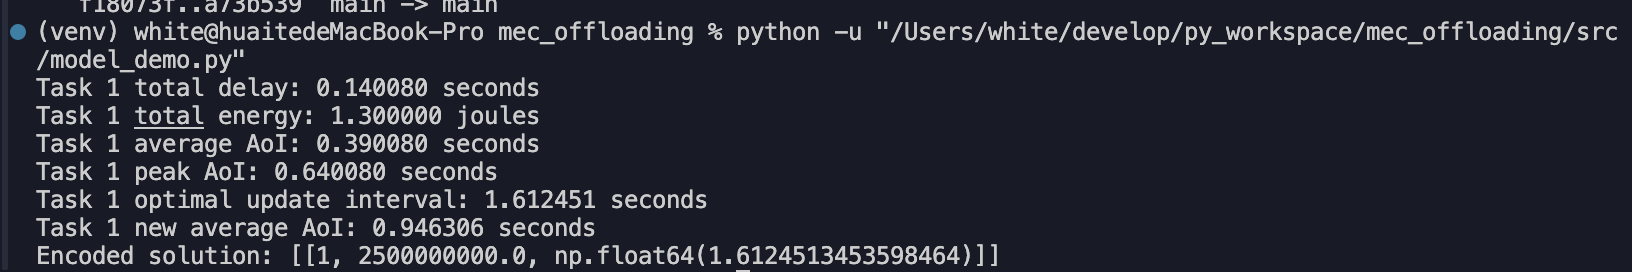 f18073f..a73b539  main -> main
(venv) white@huaitedeMacBook-Pro mec_offloading % python -u "/Users/white/develop/py_workspace/mec_offloading/src
/model_demo.py"
Task 1 total delay: 0.140080 seconds
Task 1 total energy: 1.300000 joules
Task 1 average AoI: 0.390080 seconds
Task 1 peak AoI: 0.640080 seconds
Task 1 optimal update interval: 1.612451 seconds
Task 1 new average AoI: 0.946306 seconds
Encoded solution: [[1, 2500000000.0, np.float64(1.6124513453598464)]]